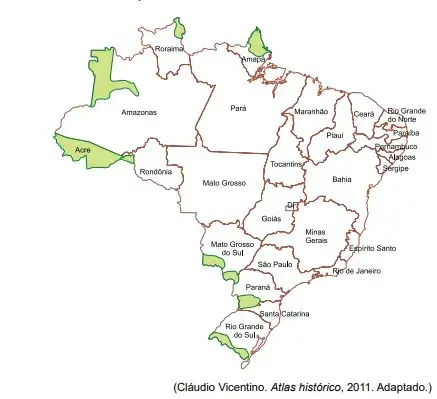 Roraima
Amapá
Amazonas
Pará
Maranhão
Ceará
Rio Grande
do Norte
Paraíba
Piauí
Pernambuco
Alagoas
Sergipe
Acre
Rondônia
Tocantins
Mato Grosso
Bahia
DF
Goiás
Minas
Gerais
Mato Grosso
do Sul
Espírito Santo
São Paulo
Rio de Janeiro
Paraná
Santa Catarina
Rio Grande
do Sul
(Cláudio Vicentino. Atlas histórico, 2011. Adaptado.)